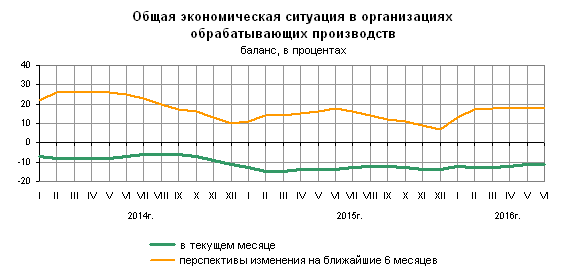 Общая экономическая ситуация в организациях
обрабатывающих производств
баланс, в процентах
40
30
20
10
0
-10
-20
I II III IV V VI VII VIII IX X XI XII I II III IV V VI VII VIII IX X XI XII I II III IV V VI
2014г. 2015г. 2016г.
в текущем месяце
перспективы изменения на ближайшие 6 месяцев